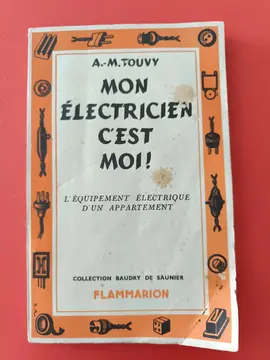 A.-M. TOUVY
MON
ÉLECTRICIEN
C'EST
MOI!
L'ÉQUIPEMENT ÉLECTRIQUE
D'UN APPARTEMENT
COLLECTION BAUDRY DE SAUNIER
FLAMMARION